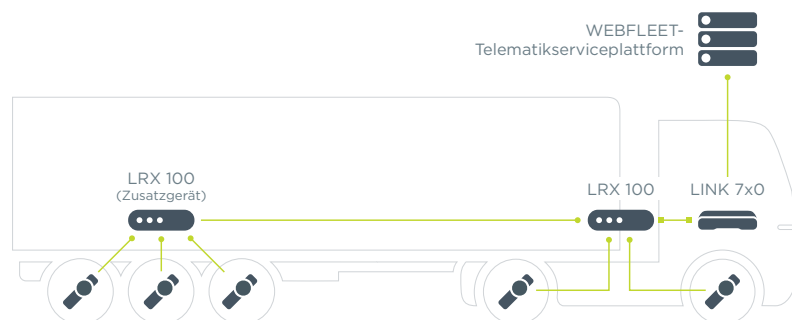 WEBFLEET-
Telematikserviceplattform
LRX 100
(Zusatzgerät)
LRX 100
LINK 7x0